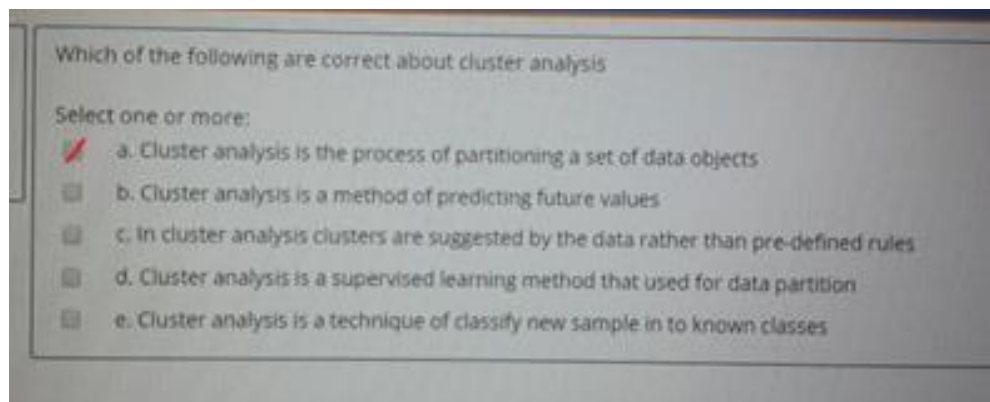 Which of the following are correct about cluster analysis
Select one or more:
a. Cluster analysis is the process of partitioning a set of data objects
b. Cluster analysis is a method of predicting future values
c. In cluster analysis clusters are suggested by the data rather than pre-defined rules
d. Cluster analysis is a supervised learning method that used for data partition
e. Cluster analysis is a technique of classify new sample in to known classes